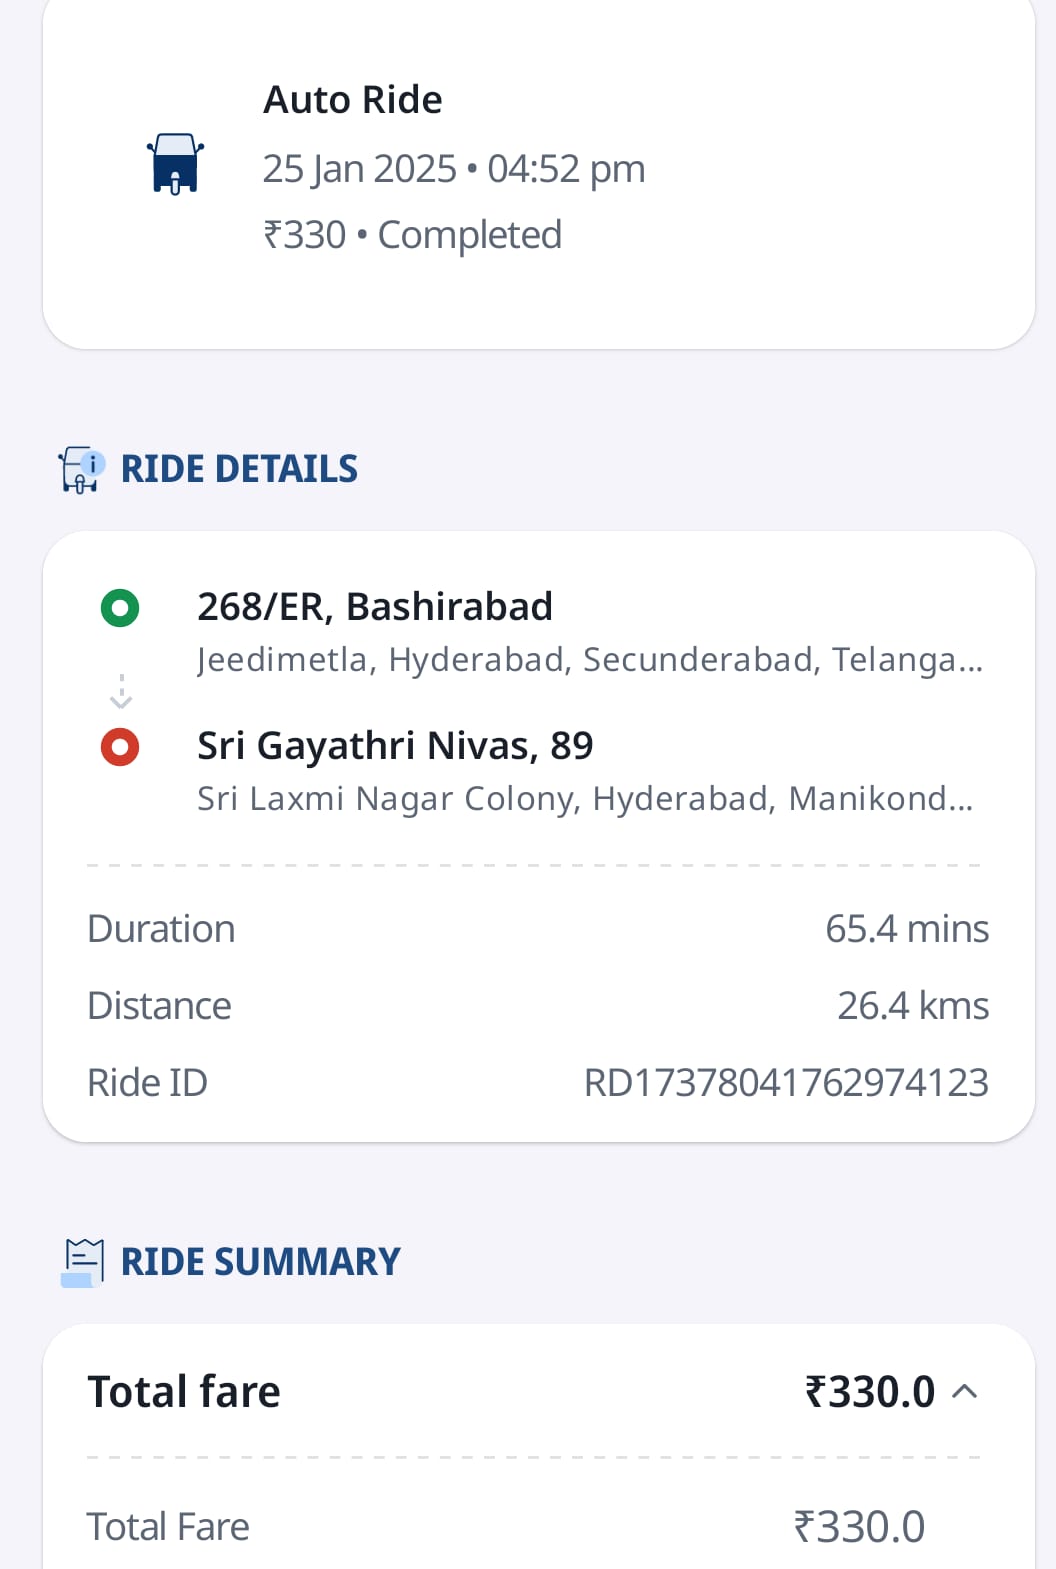 Auto Ride
25 Jan 2025 • 04:52 pm
₹330 • Completed
RIDE DETAILS
268/ER, Bashirabad
Jeedimetla, Hyderabad, Secunderabad, Telanga...
Sri Gayathri Nivas, 89
Sri Laxmi Nagar Colony, Hyderabad, Manikond...
Duration 65.4 mins
Distance 26.4 kms
Ride ID RD17378041762974123
RIDE SUMMARY
Total fare ₹330.0
Total Fare ₹330.0